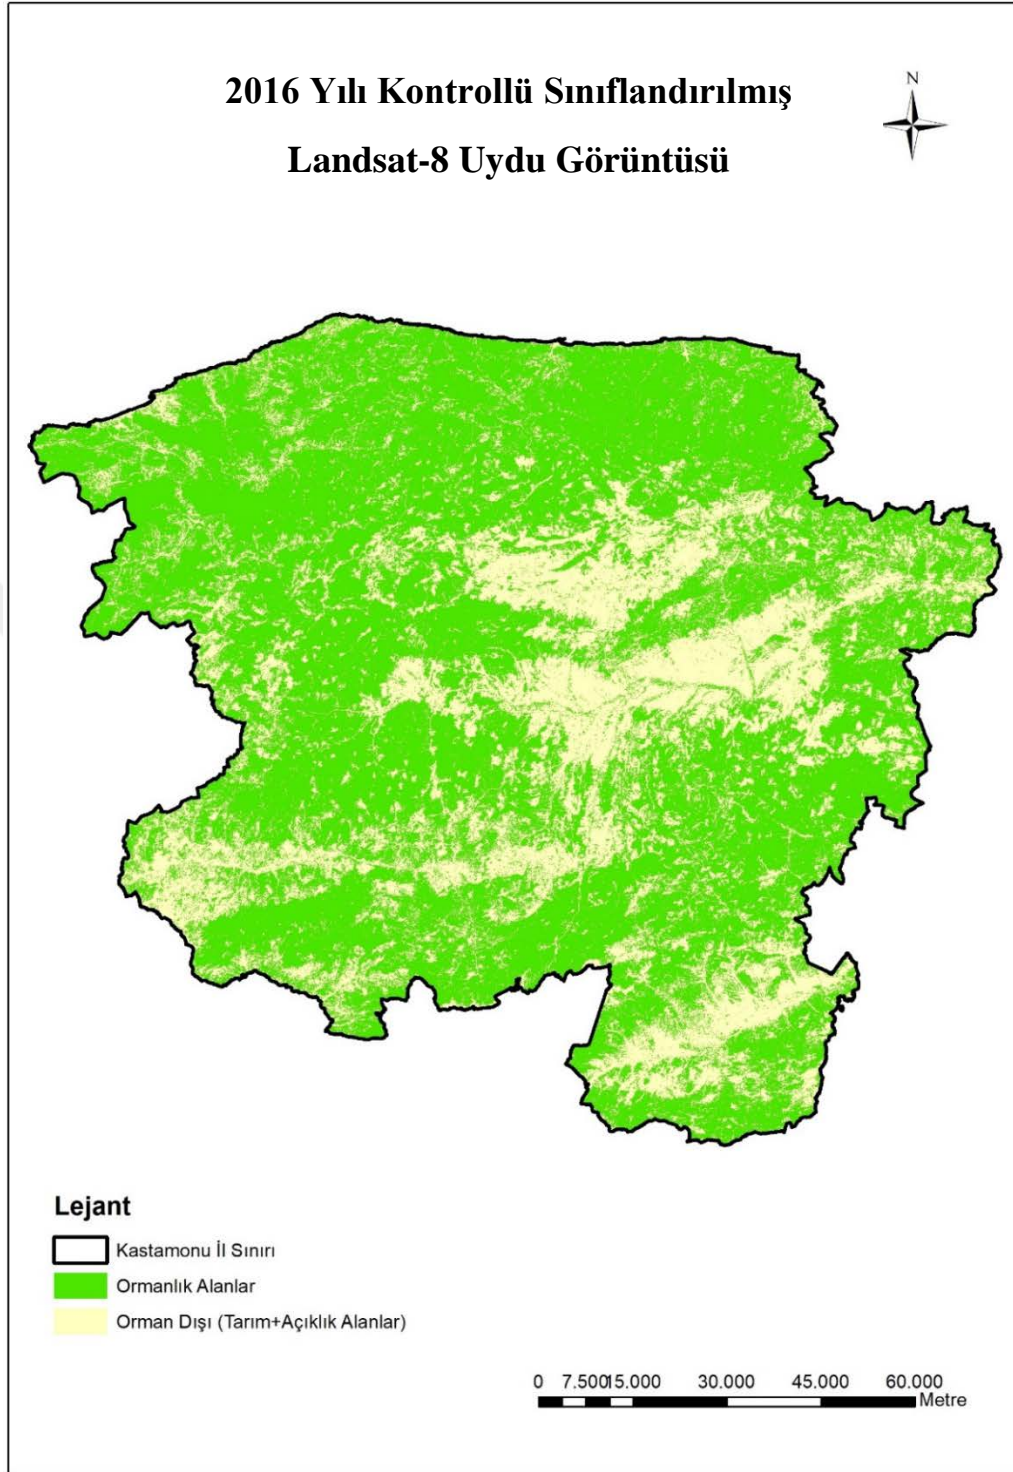 2016 Yılı Kontrollü Sınıflandırılmış
Landsat-8 Uydu Görüntüsü
N
Lejant
Kastamonu İl Sınırı
Ormanlık Alanlar
Orman Dışı (Tarım+Açıklık Alanlar)
0 7.500 15.000 30.000 45.000 60.000
Metre